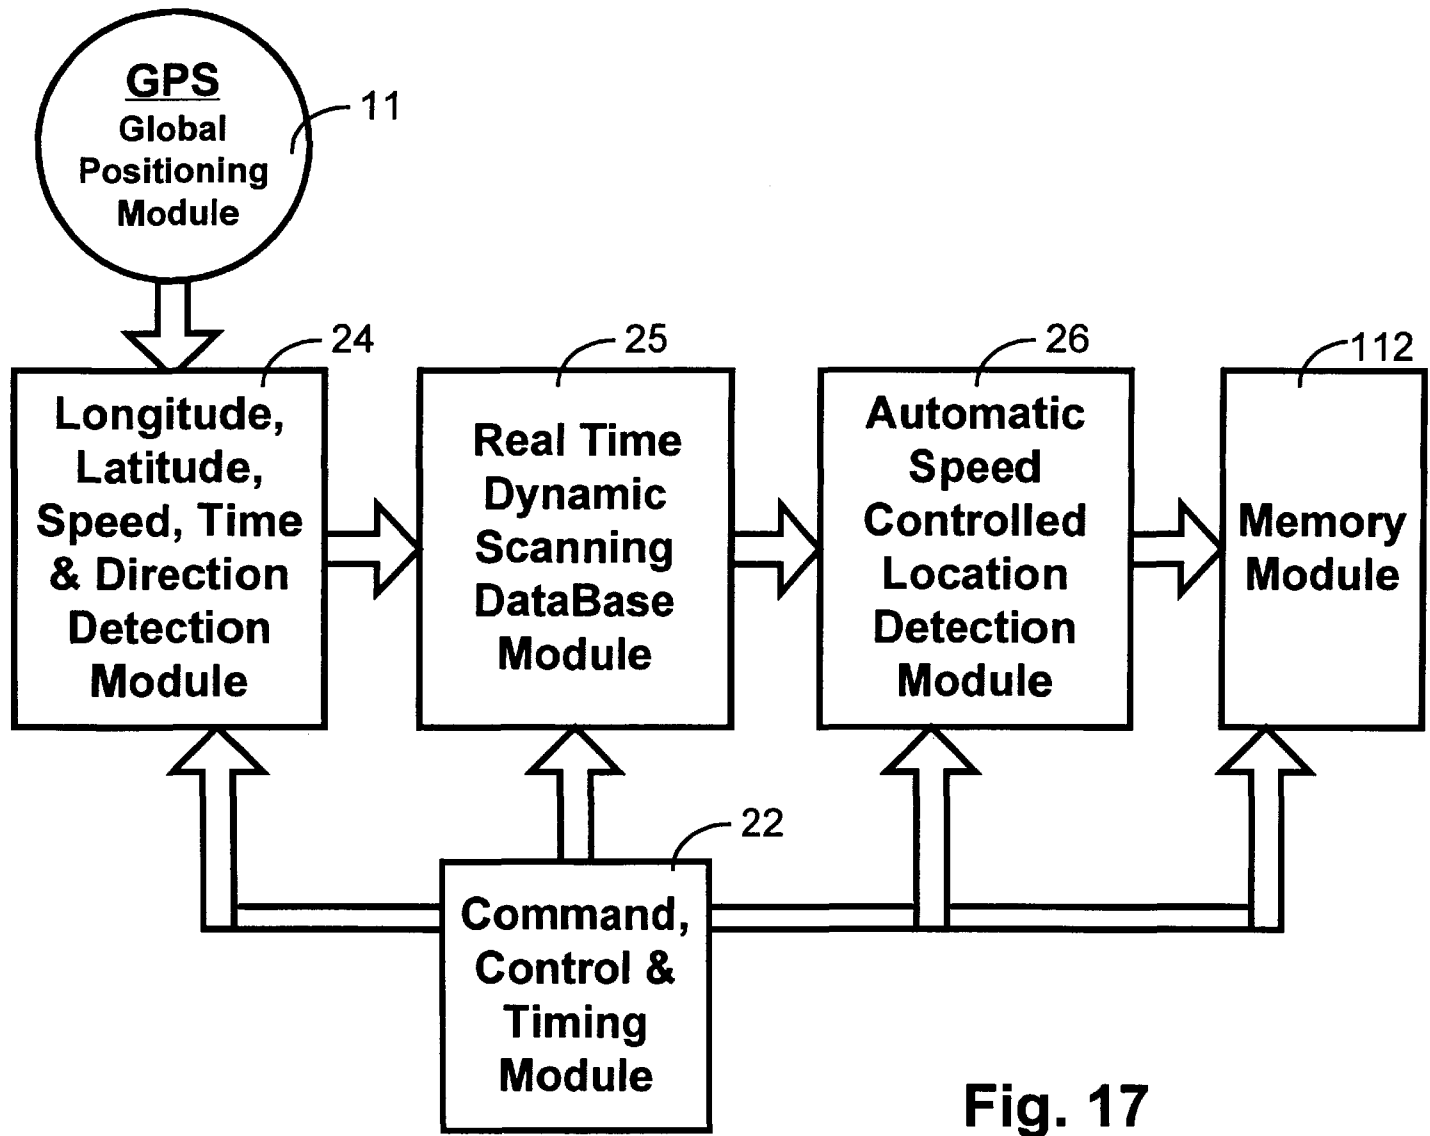 GPS
Global
Positioning
Module
11
24
Longitude,
Latitude,
Speed, Time
& Direction
Detection
Module
25
Real Time
Dynamic
Scanning
DataBase
Module
26
Automatic
Speed
Controlled
Location
Detection
Module
112
Memory
Module
22
Command,
Control &
Timing
Module
Fig. 17